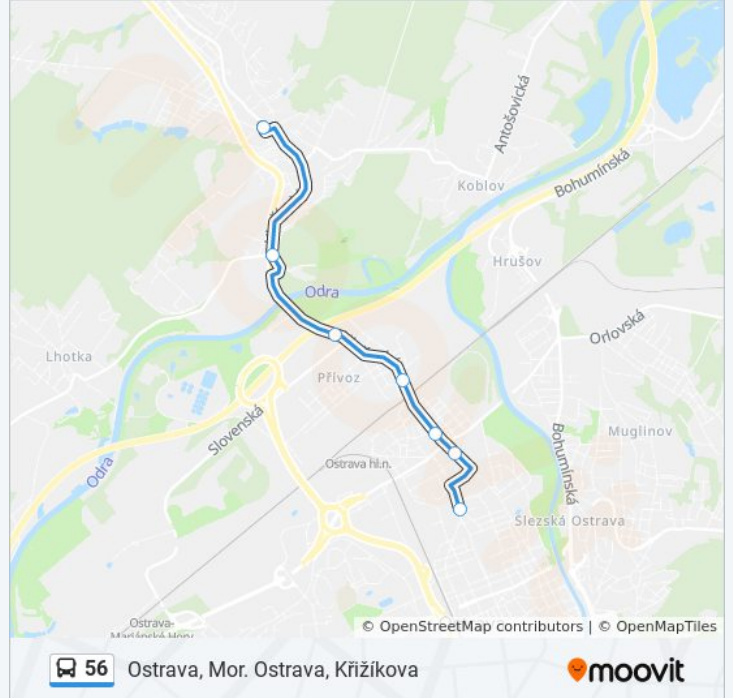 Antošovická
Bohumínská
Koblov
Hrušov
Odra
Orlovská
Lhotka
Přívoz
Slovenská
Muglinov
Bohumínská
Ostrava hl.n.
Odra
Slezská Ostrava
Ostrava-
Mariánské Hory
© OpenStreetMap contributors | © OpenMapTiles
56 Ostrava, Mor. Ostrava, Křižíkova
moovit